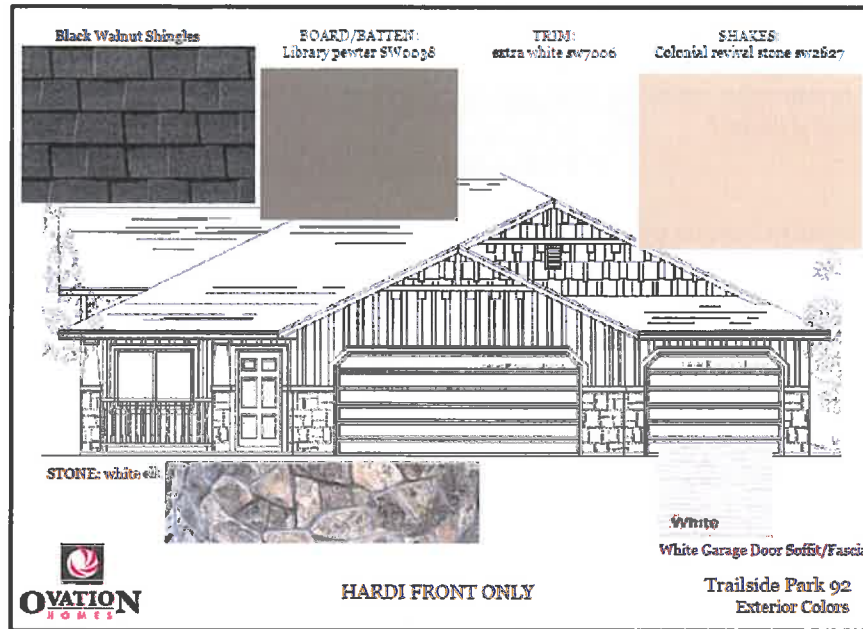 Black Walnut Shingles
BOARD/BATTEN:
Library pewter SW0038
TRIM:
extra white sw7006
SHAKES:
Colonial revival stone sw2827
STONE: white elk
White
White Garage Door Soffit/Fascia
OVATION
HOMES
HARDI FRONT ONLY
Trailside Park 92
Exterior Colors